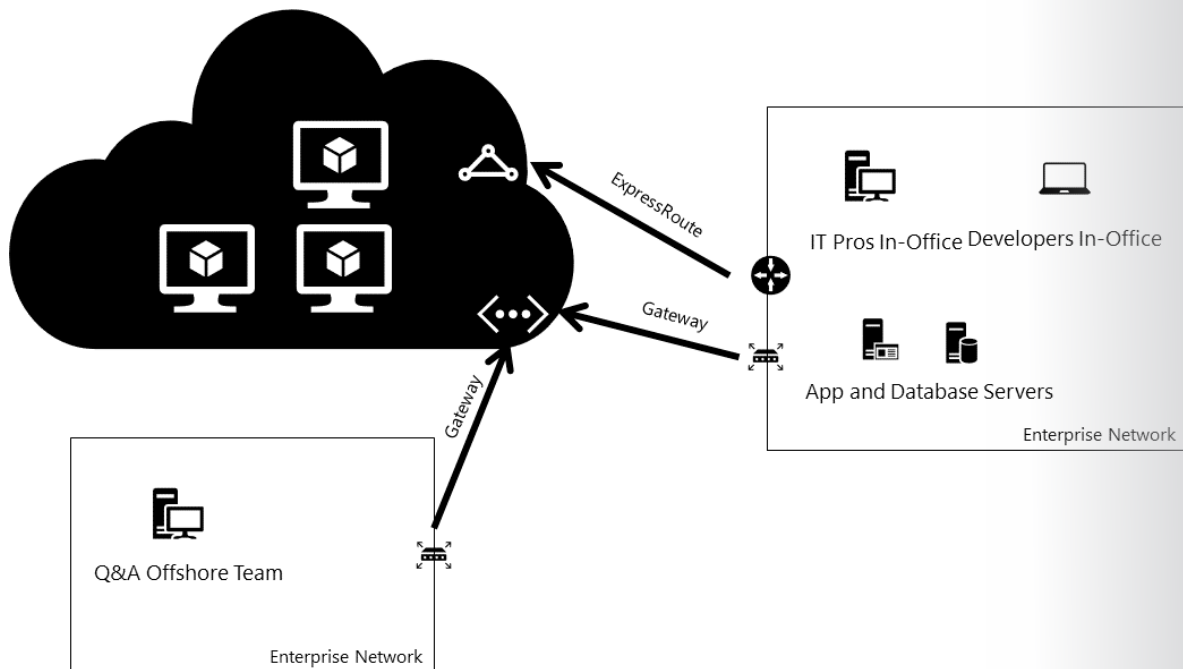 ExpressRoute
IT Pros In-Office
Developers In-Office
Gateway
App and Database Servers
Enterprise Network
Gateway
Q&A Offshore Team
Enterprise Network